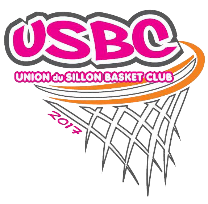 USBC
UNION du SILLON BASKET CLUB
2017